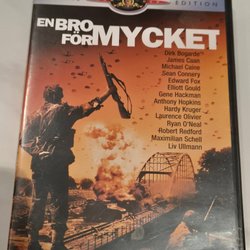 EDITION
EN BRO
FÖR MYCKET
Dirk Bogarde
James Caan
Michael Caine
Sean Connery
Edward Fox
Elliott Gould
Gene Hackman
Anthony Hopkins
Hardy Kruger
Laurence Olivier
Ryan O'Neal
Robert Redford
Maximilian Schell
Liv Ullmann